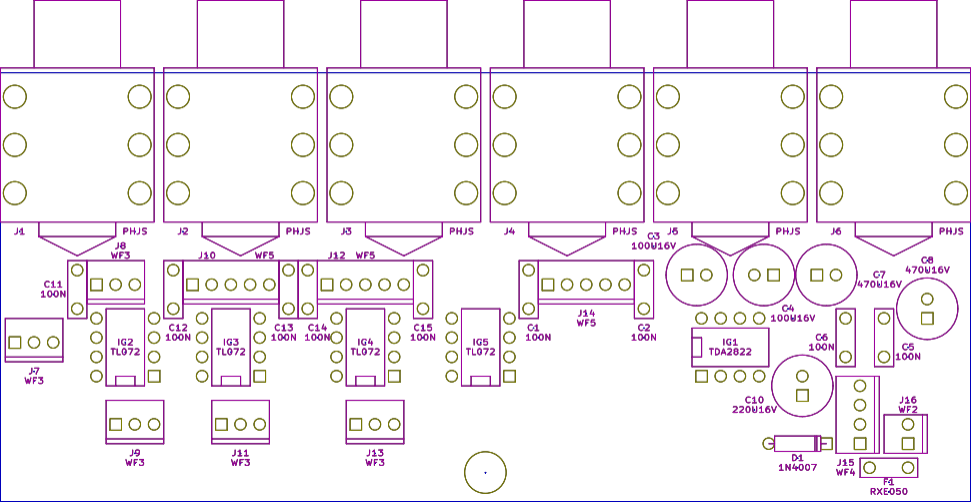 J1 PHJS J2 PHJS J3 PHJS J4 PHJS J5 PHJS J6 PHJS
C3
100U16V
J8
WF3
J10 WF5
J12 WF5
C8
470U16V
C7
470U16V
C11
100N
C4
100U16V
J14
WF5
C12
100N
C13
100N
C14
100N
C15
100N
C1
100N
C2
100N
IG2
TL072
IG3
TL072
IG4
TL072
IG5
TL072
IG1
TDA2822
C6
100N
C5
100N
J7
WF3
C10
220U16V
J16
WF2
J9
WF3
J11
WF3
J13
WF3
D1
1N4007
J15
WF4
F1
RXE050